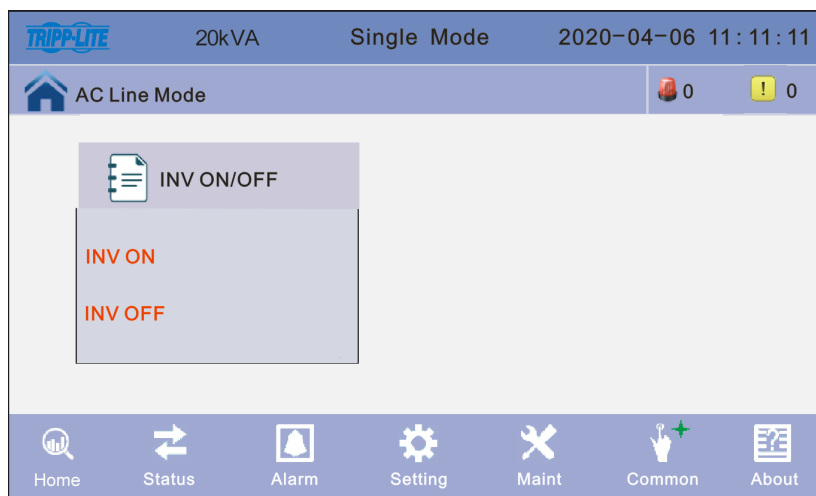 TRIPP-LITE 20kVA Single Mode 2020-04-06 11:11:11
AC Line Mode 0 ! 0
INV ON/OFF
INV ON
INV OFF
Home Status Alarm Setting Maint Common About